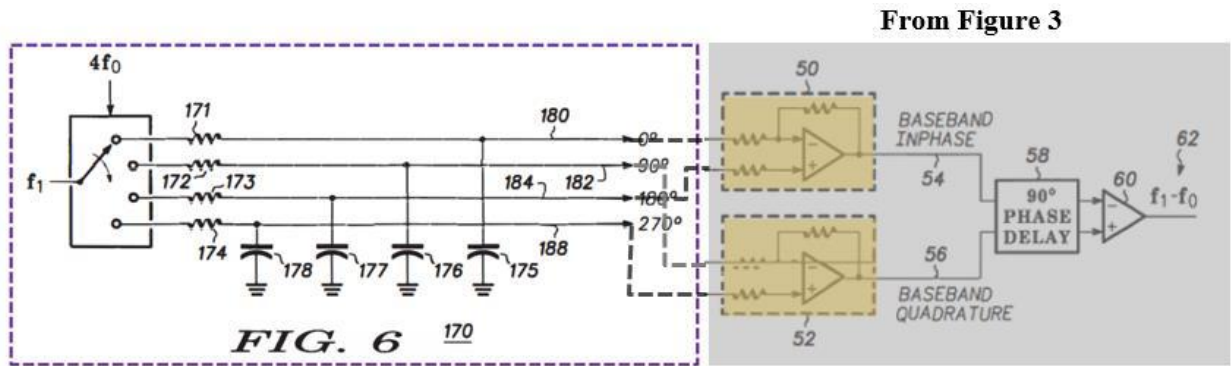 From Figure 3
4f0
171
180
0°
172
173
182
90°
f1
184
180°
270°
174
188
178
177
176
175
FIG. 6
170
50
BASEBAND
INPHASE
54
62
58
90°
PHASE
DELAY
60
f1-f0
56
BASEBAND
QUADRATURE
52